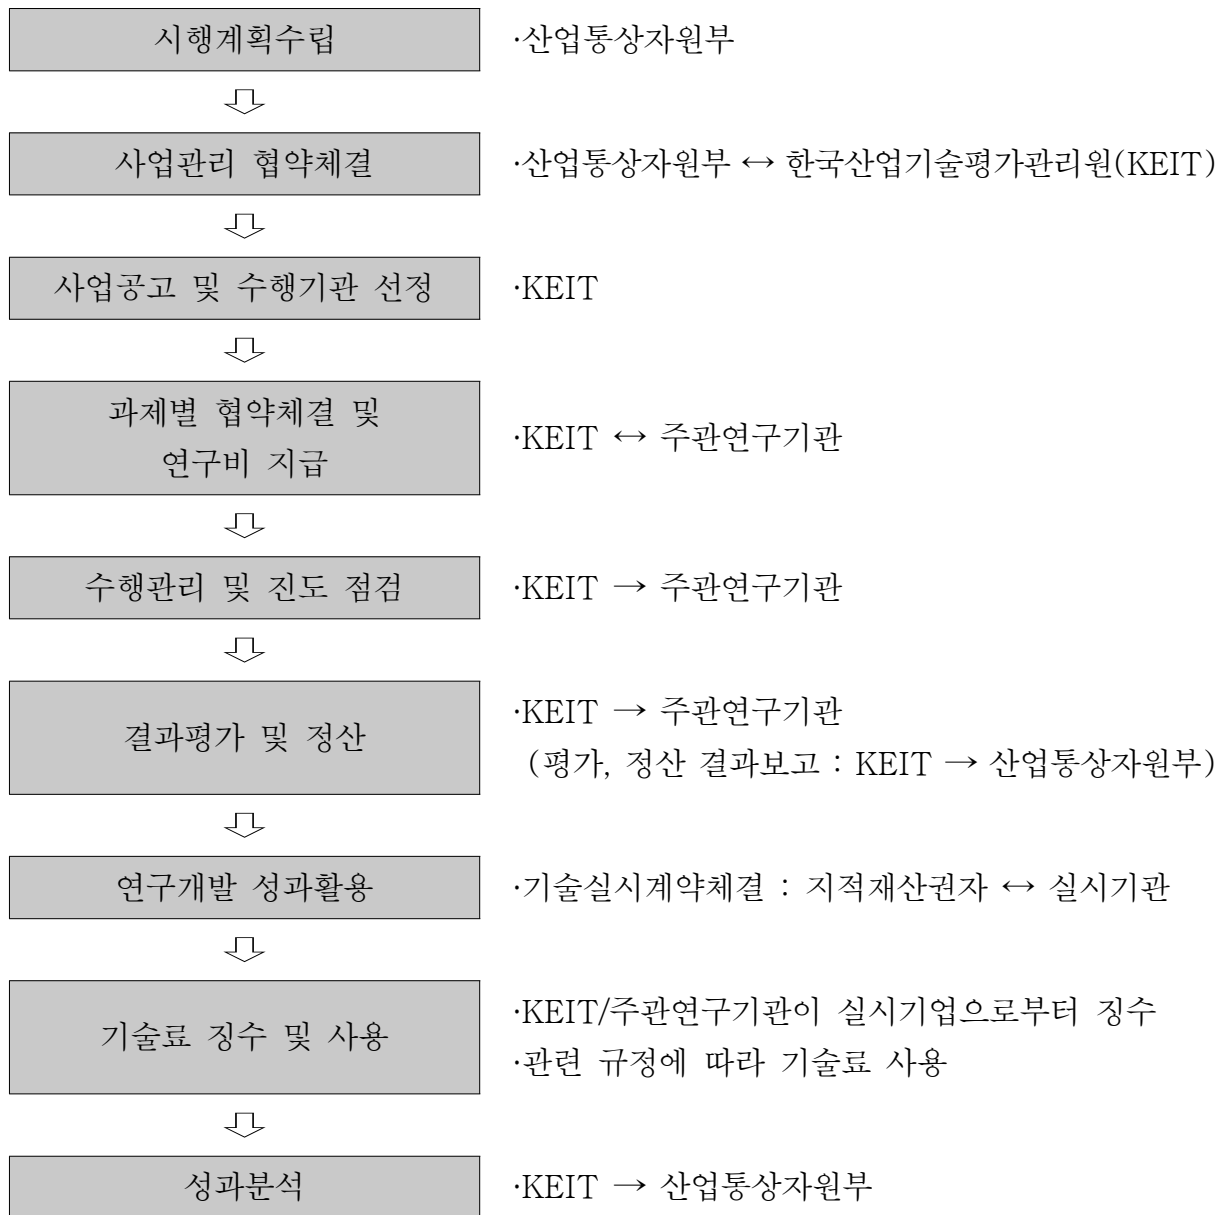 시행계획수립
·산업통상자원부
사업관리 협약체결
·산업통상자원부 ↔ 한국산업기술평가관리원(KEIT)
사업공고 및 수행기관 선정
·KEIT
과제별 협약체결 및
연구비 지급
·KEIT ↔ 주관연구기관
수행관리 및 진도 점검
·KEIT → 주관연구기관
결과평가 및 정산
·KEIT → 주관연구기관
(평가, 정산 결과보고 : KEIT → 산업통상자원부)
연구개발 성과활용
·기술실시계약체결 : 지적재산권자 ↔ 실시기관
기술료 징수 및 사용
·KEIT/주관연구기관이 실시기업으로부터 징수
·관련 규정에 따라 기술료 사용
성과분석
·KEIT → 산업통상자원부